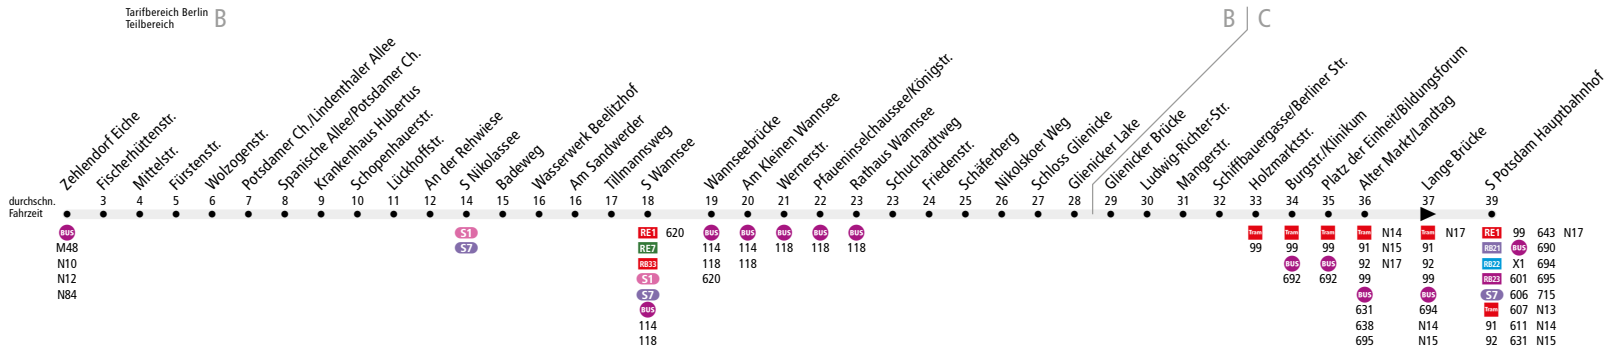 Tarifbereich Berlin
Teilbereich B
B C
Zehlendorf Eiche
Fischerhüttenstr.
Mittelstr.
Fürstenstr.
Wolzogenstr.
Potsdamer Ch./Lindenthaler Allee
Spanische Allee/Potsdamer Ch.
Krankenhaus Hubertus
Schopenhauerstr.
Lückhoffstr.
An der Rehwiese
S Nikolassee
Badeweg
Wasserwerk Beelitzhof
Am Sandwerder
Tillmannsweg
S Wannsee
Wannseebrücke
Am Kleinen Wannsee
Wernerstr.
Pfaueninselchaussee/Königstr.
Rathaus Wannsee
Schuchardtweg
Friedenstr.
Schäferberg
Nikolskoer Weg
Schloss Glienicke
Glienicker Lake
Glienicker Brücke
Ludwig-Richter-Str.
Mangerstr.
Schiffbauergasse/Berliner Str.
Holzmarktstr.
Burgstr./Klinikum
Platz der Einheit/Bildungsforum
Alter Markt/Landtag
Lange Brücke
S Potsdam Hauptbahnhof
durchschn. 3 4 5 6 7 8 9 10 11 12 14 15 16 16 17 18 19 20 21 22 23 23 24 25 26 27 28 29 30 31 32 33 34 35 36 37 39
Fahrzeit
BUS S1 RE1 620 BUS BUS BUS BUS BUS Tram Tram Tram Tram N14 Tram N17 RE1 99 643 N17
M48 S7 RE7 114 114 118 118 118 99 99 99 91 N15 91 RB21 BUS 690
N10 RB33 118 118 BUS BUS 92 N17 92 RB22 X1 694
N12 S1 620 692 692 99 99 RB23 601 695
N84 S7 BUS BUS S7 606 715
BUS 631 694 Tram 607 N13
114 638 N14 91 611 N14
118 695 N15 92 631 N15